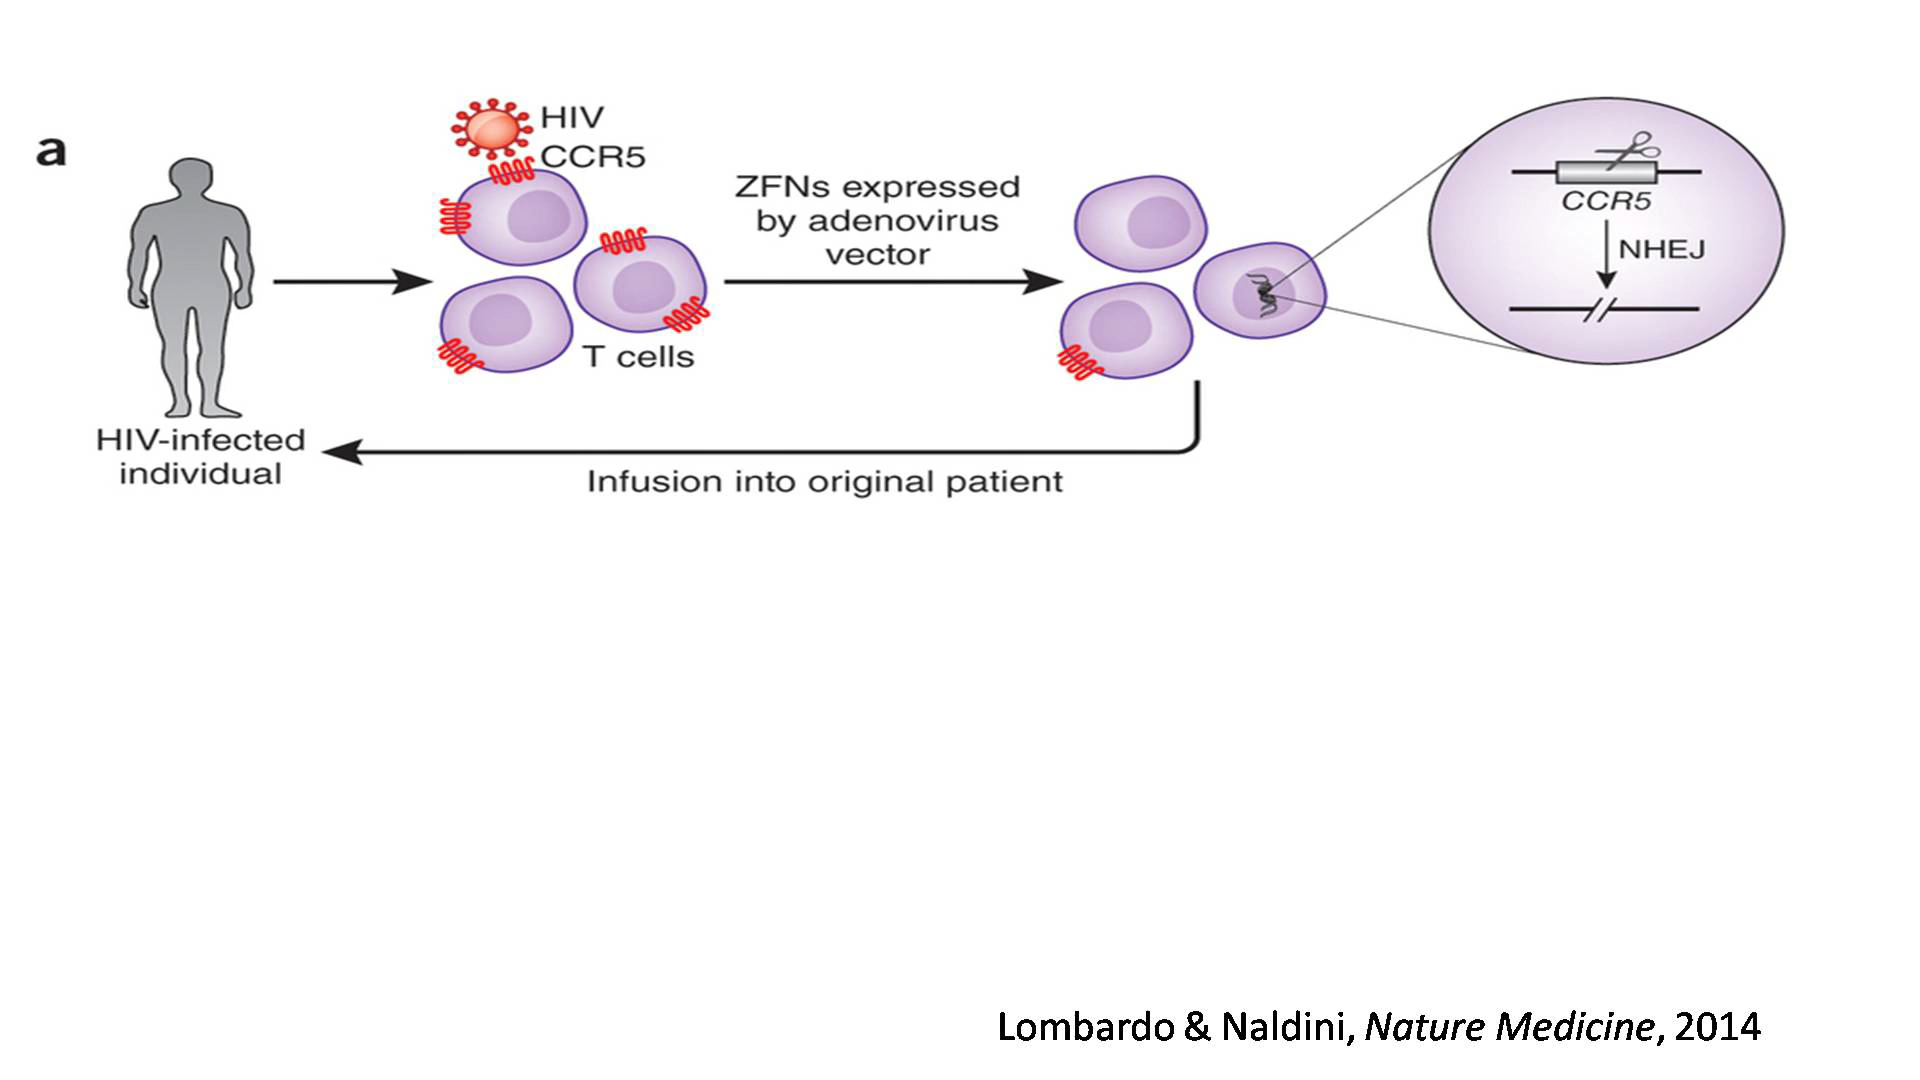 a
HIV
CCR5
ZFNs expressed
by adenovirus
vector
T cells
CCR5
NHEJ
HIV-infected
individual
Infusion into original patient
Lombardo & Naldini, Nature Medicine, 2014